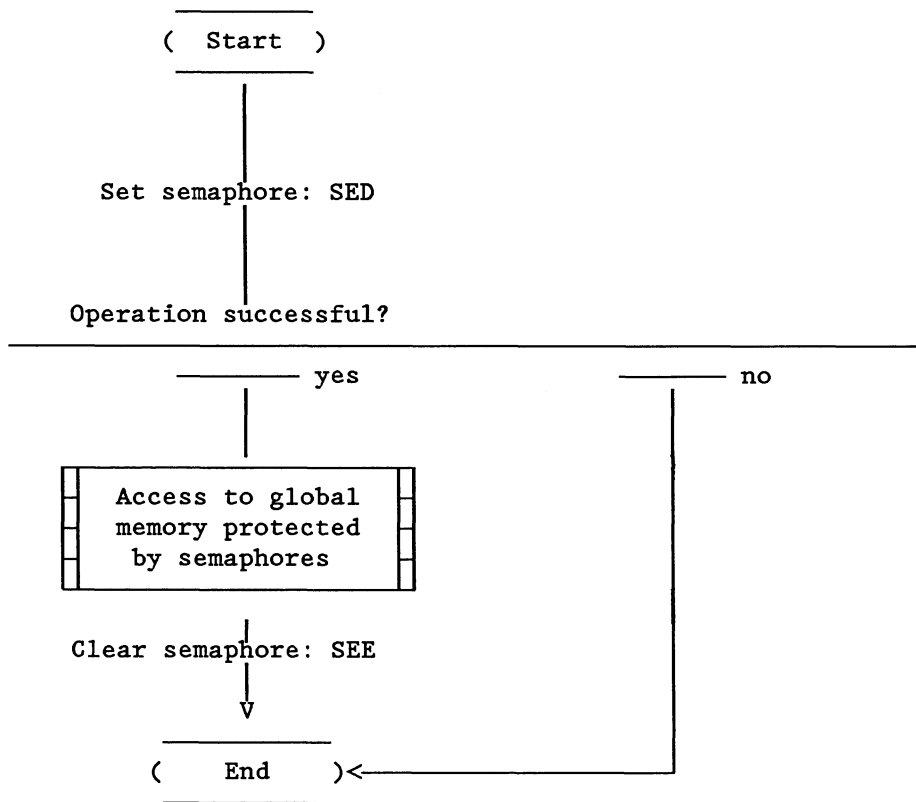 ( Start )
Set semaphore: SED
Operation successful?
yes
no
Access to global
memory protected
by semaphores
Clear semaphore: SEE
V
( End )<